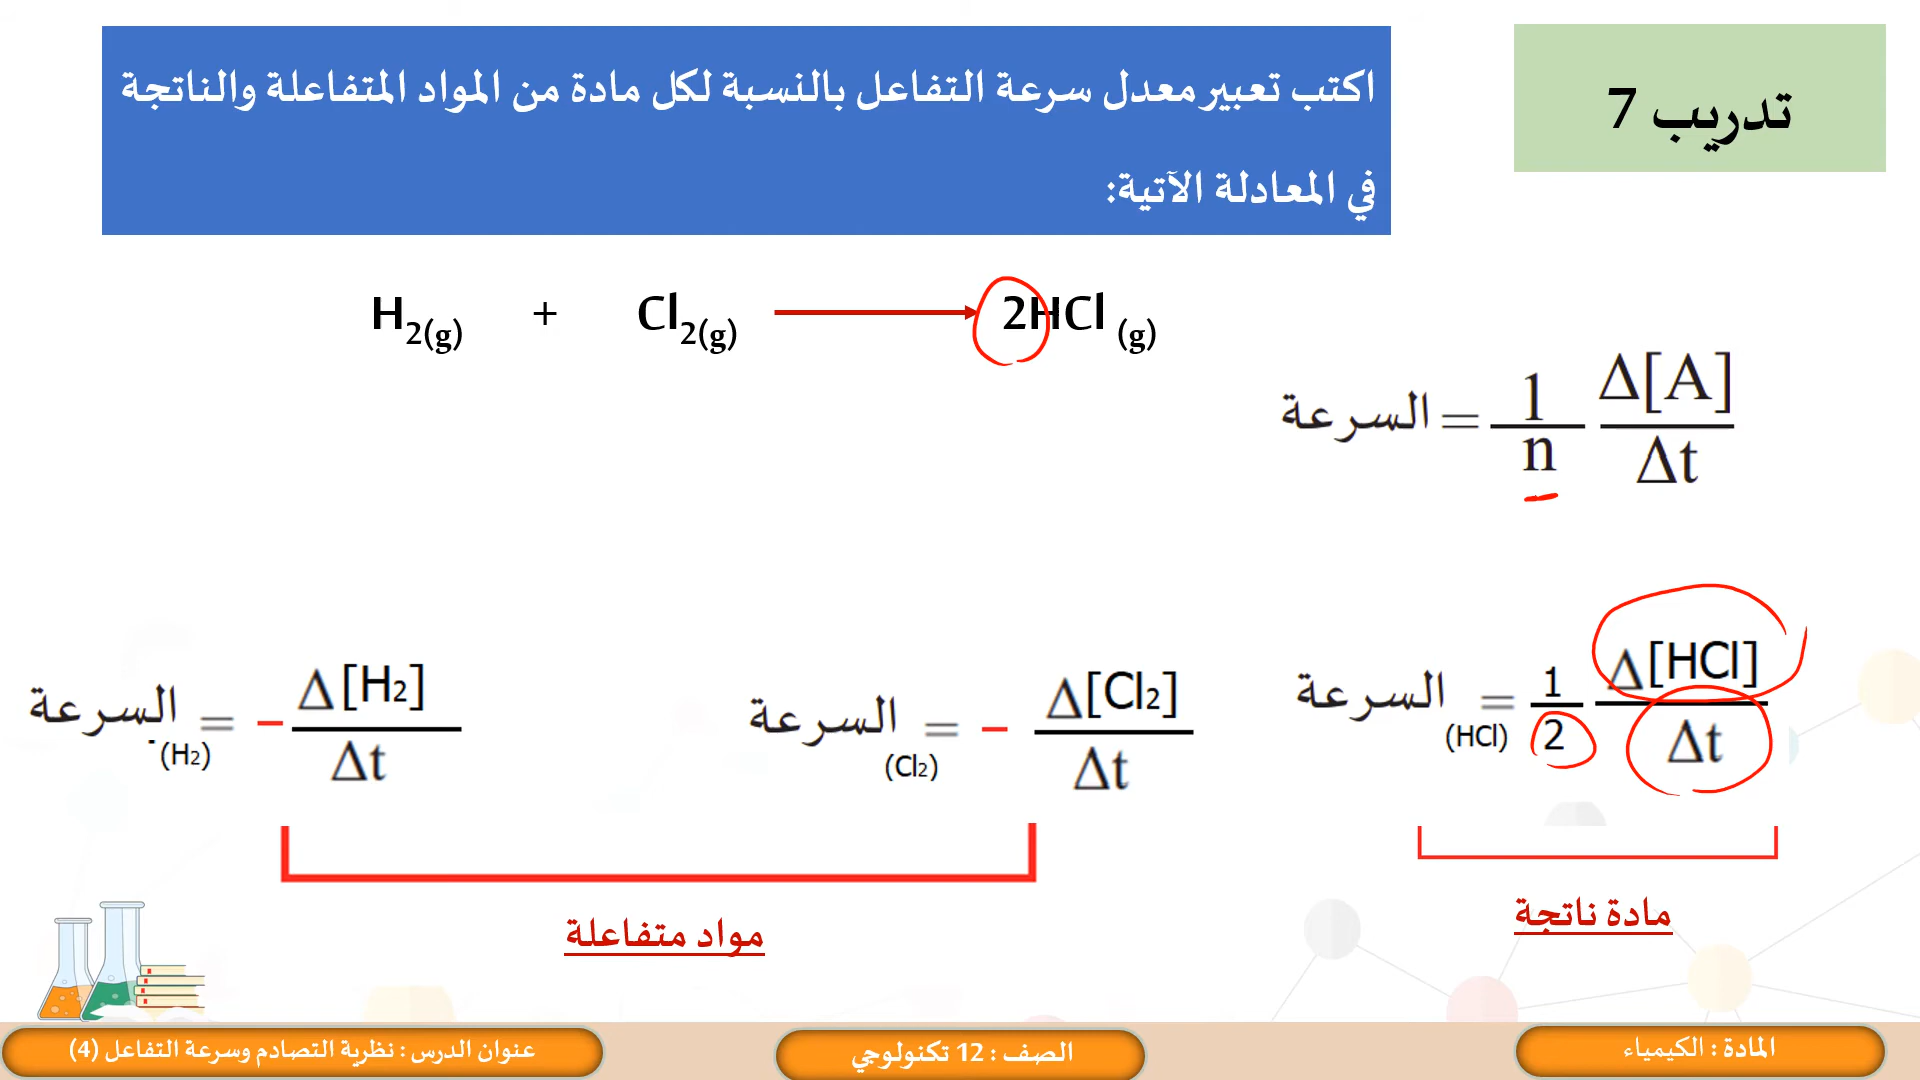 تدريب 7
اكتب تعبير معدل سرعة التفاعل بالنسبة لكل مادة من المواد المتفاعلة والناتجة
في المعادلة الآتية:
H2(g) + Cl2(g) → 2HCl (g)
السرعة = 1/n Δ[A]/Δt
السرعة (H2) = - Δ[H2]/Δt
السرعة (Cl2) = - Δ[Cl2]/Δt
السرعة (HCl) = 1/2 Δ[HCl]/Δt
مواد متفاعلة
مادة ناتجة
المادة : الكيمياء
الصف : 12 تكنولوجي
عنوان الدرس : نظرية التصادم وسرعة التفاعل (4)